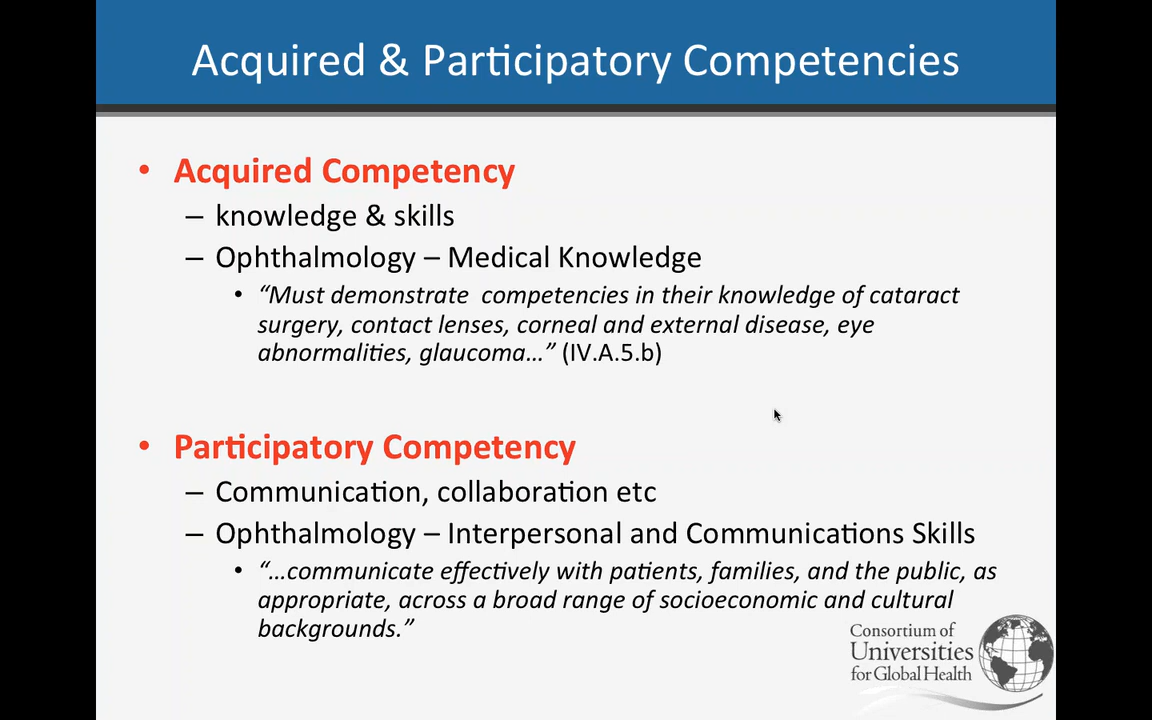 Acquired & Participatory Competencies
• Acquired Competency
– knowledge & skills
– Ophthalmology – Medical Knowledge
• “Must demonstrate  competencies in their knowledge of cataract
surgery, contact lenses, corneal and external disease, eye
abnormalities, glaucoma…” (IV.A.5.b)
• Participatory Competency
– Communication, collaboration etc
– Ophthalmology – Interpersonal and Communications Skills
• “…communicate effectively with patients, families, and the public, as
appropriate, across a broad range of socioeconomic and cultural
backgrounds.”
Consortium of
Universities
for Global Health